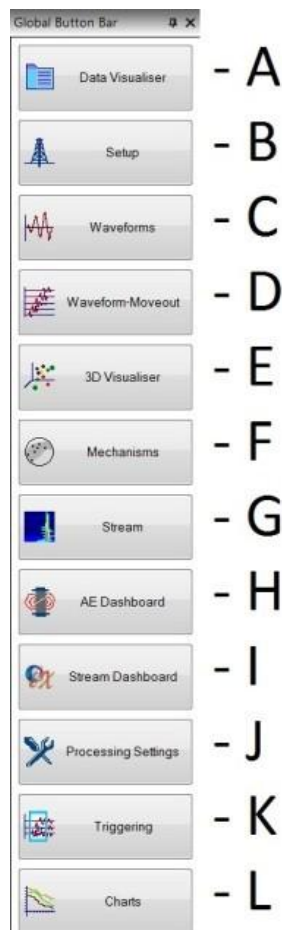 Global Button Bar
Data Visualiser - A
Setup - B
Waveforms - C
Waveform-Moveout - D
3D Visualiser - E
Mechanisms - F
Stream - G
AE Dashboard - H
Stream Dashboard - I
Processing Settings - J
Triggering - K
Charts - L